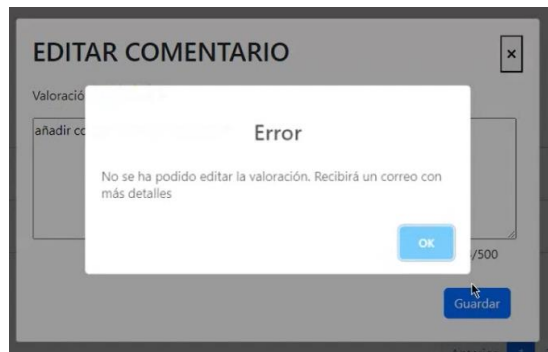 EDITAR COMENTARIO
×
Valoració
añadir co
Error
No se ha podido editar la valoración. Recibirá un correo con
más detalles
OK
/500
Guardar